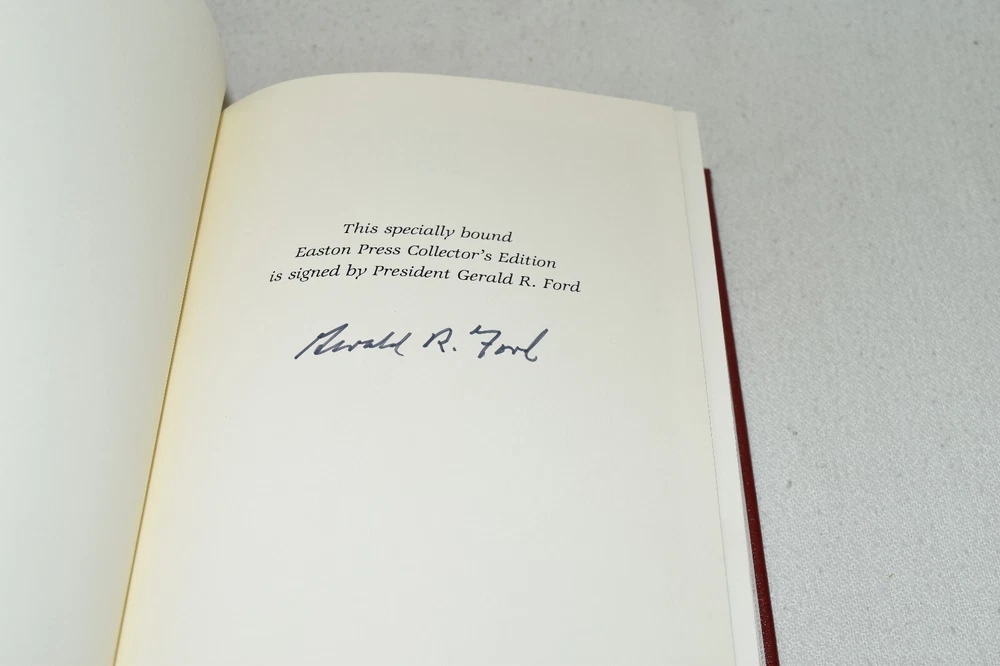 This specially bound
Easton Press Collector's Edition
is signed by President Gerald R. Ford
Gerald R. Ford